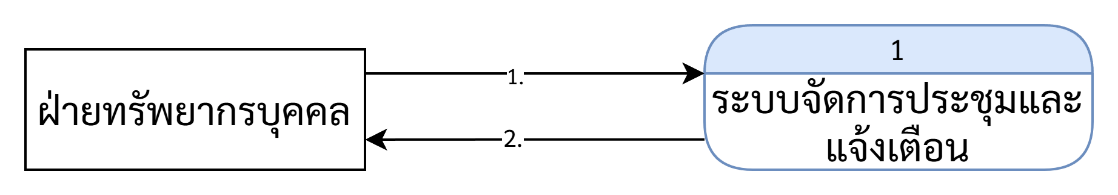 1
ฝ่ายทรัพยากรบุคคล
1.
2.
ระบบจัดการประชุมและ
แจ้งเตือน